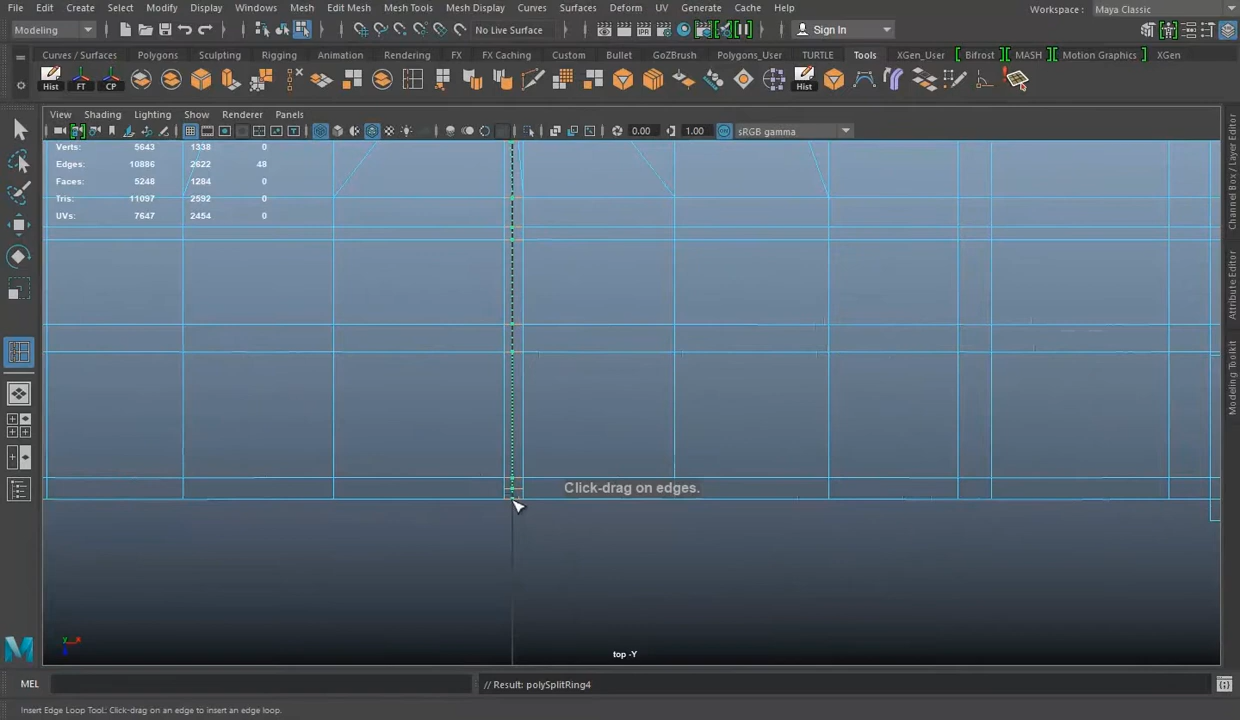 File Edit Create Select Modify Display Windows Mesh Edit Mesh Mesh Tools Mesh Display Curves Surfaces Deform UV Generate Cache Help Workspace : Maya Classic
Modeling No Live Surface Sign In
Curves / Surfaces Polygons Sculpting Rigging Animation Rendering FX FX Caching Custom Bullet GoZBrush Polygons_User TURTLE Tools XGen_User Bifrost MASH Motion Graphics XGen
Hist FT CP Hist
View Shading Lighting Show Renderer Panels
0.00 1.00 sRGB gamma
Verts: 5643 1338
Edges: 10886 2622 48
Faces: 5248 1284 0
Tris: 11097 2592 0
UVs: 7647 2454 0
Channel Box / Layer Editor
Attribute Editor
Modeling Toolkit
Click-drag on edges.
top -Y
MEL // Result: polySplitRing4
Insert Edge Loop Tool: Click-drag on an edge to insert an edge loop.